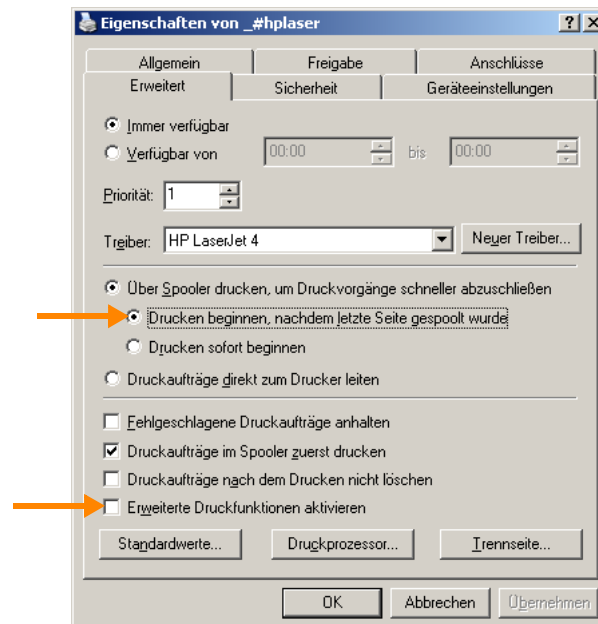 Eigenschaften von _#hplaser
Allgemein Freigabe Anschlüsse
Erweitert Sicherheit Geräteeinstellungen
Immer verfügbar
Verfügbar von 00:00 bis 00:00
Priorität: 1
Treiber: HP LaserJet 4 Neuer Treiber...
Über Spooler drucken, um Druckvorgänge schneller abzuschließen
Drucken beginnen, nachdem letzte Seite gespoolt wurde
Drucken sofort beginnen
Druckaufträge direkt zum Drucker leiten
Fehlgeschlagene Druckaufträge anhalten
Druckaufträge im Spooler zuerst drucken
Druckaufträge nach dem Drucken nicht löschen
Erweiterte Druckfunktionen aktivieren
Standardwerte... Druckprozessor... Trennseite...
OK Abbrechen Übernehmen